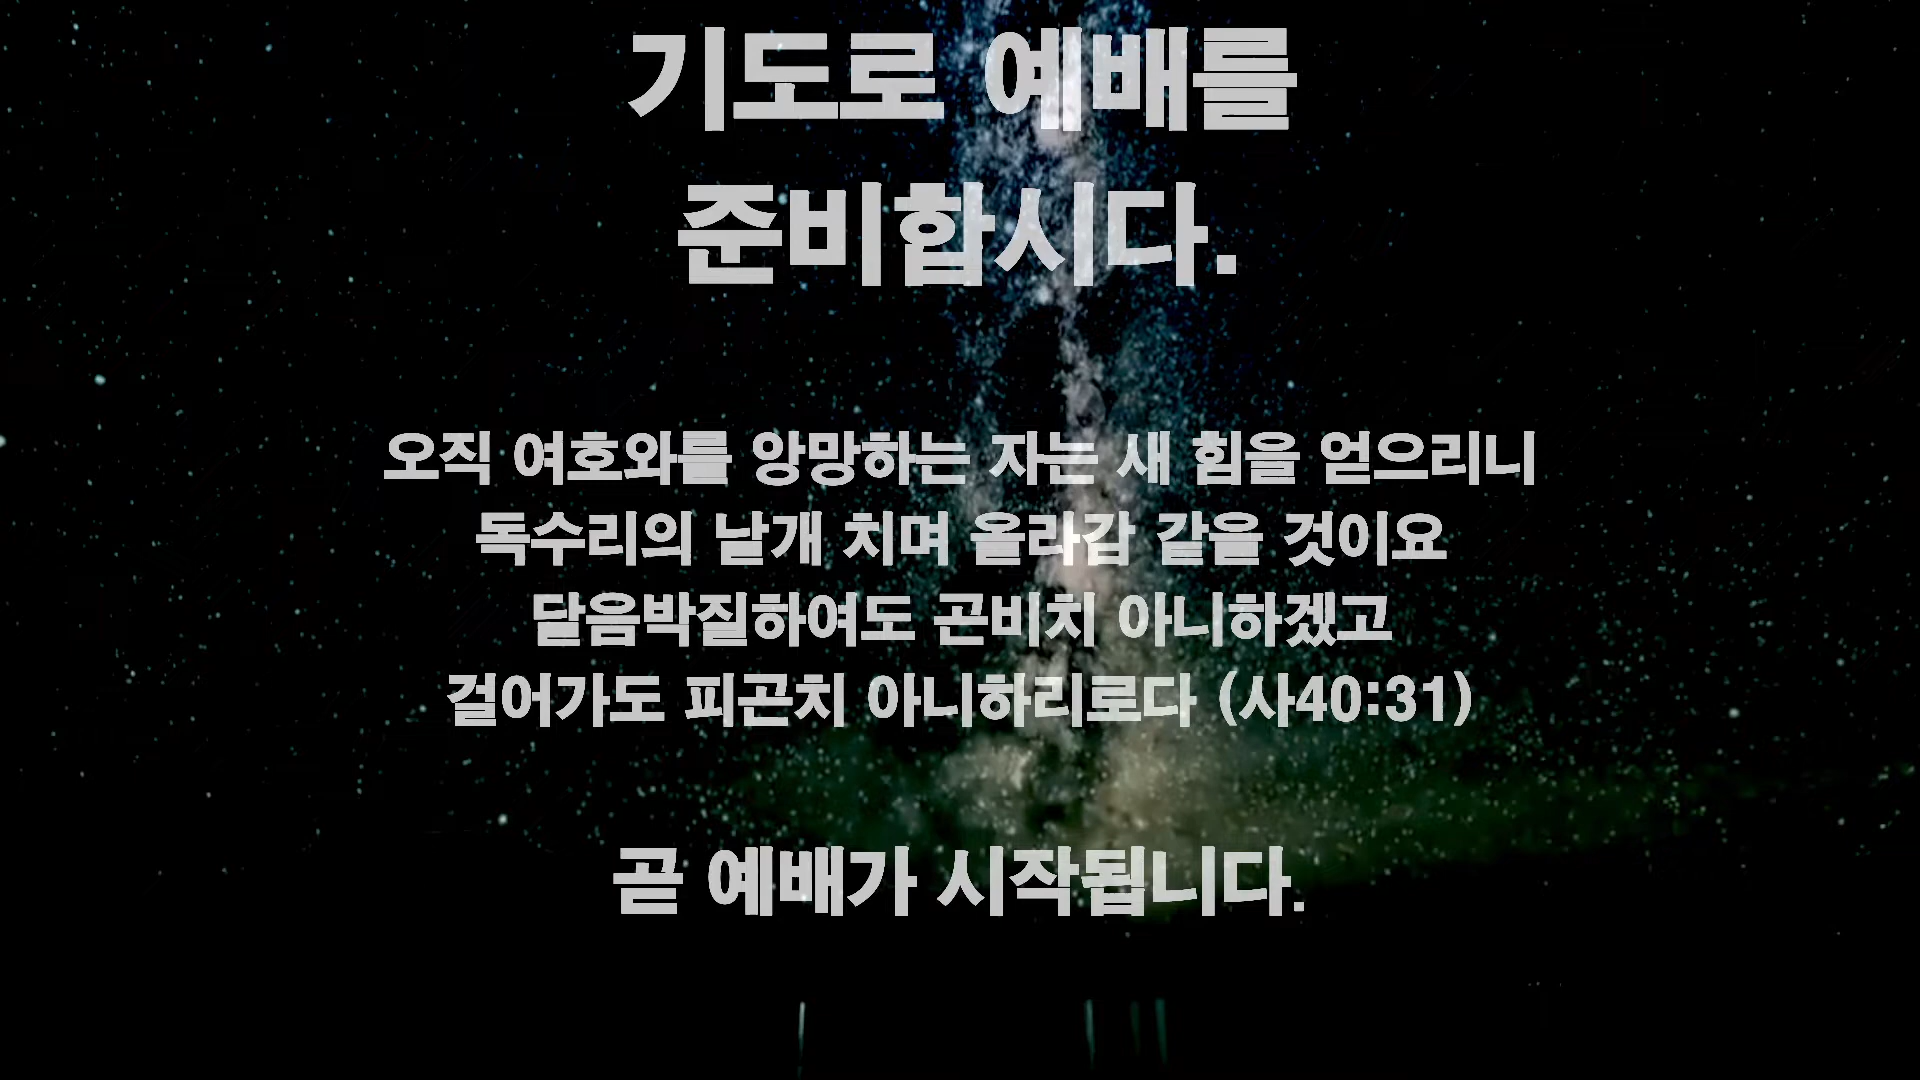 기도로 예배를
준비합시다.
오직 여호와를 앙망하는 자는 새 힘을 얻으리니
독수리의 날개 치며 올라감 같을 것이요
달음박질하여도 곤비치 아니하겠고
걸어가도 피곤치 아니하리로다 (사40:31)
곧 예배가 시작됩니다.